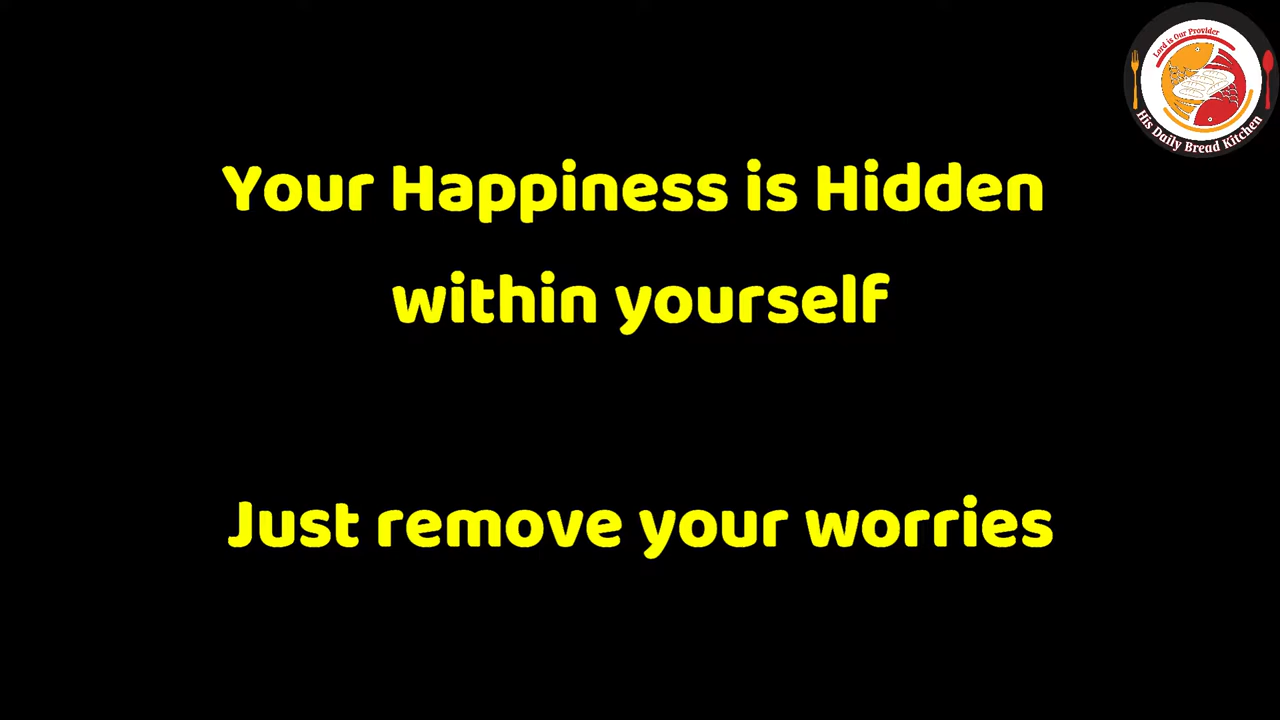 Lord is Our Provider
His Daily Bread Kitchen
Your Happiness is Hidden
within yourself
Just remove your worries